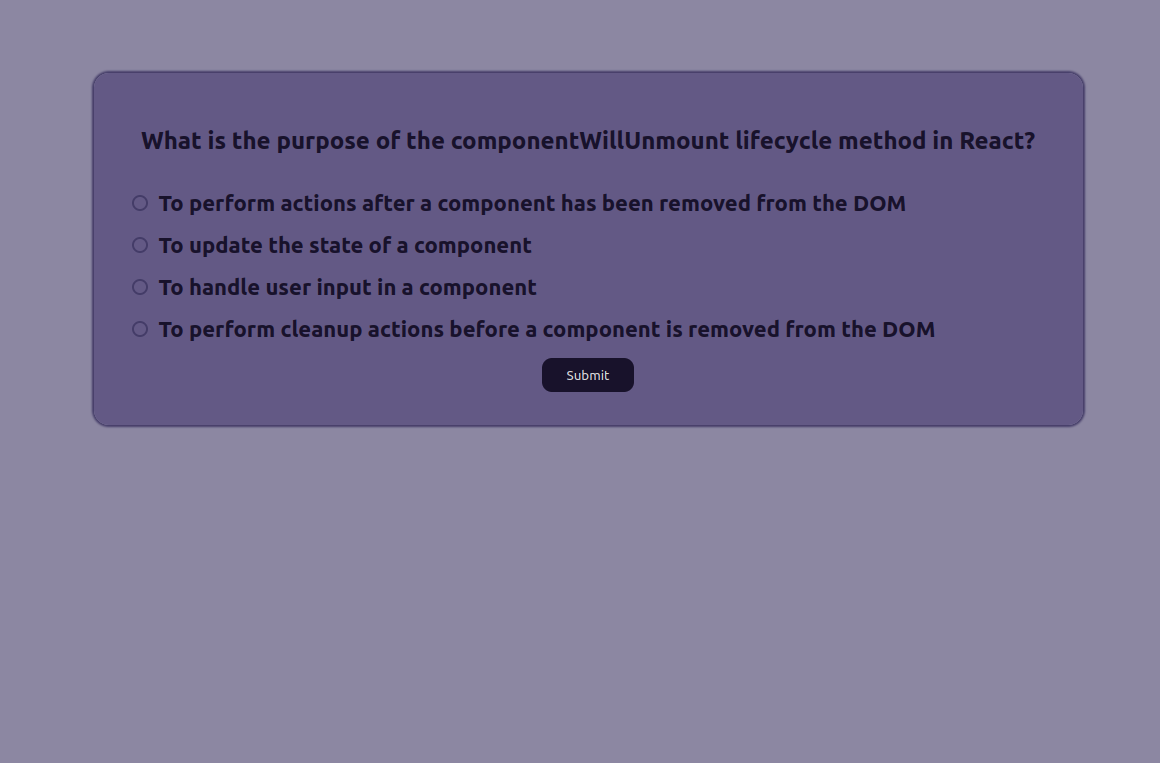 What is the purpose of the componentWillUnmount lifecycle method in React?
To perform actions after a component has been removed from the DOM
To update the state of a component
To handle user input in a component
To perform cleanup actions before a component is removed from the DOM
Submit